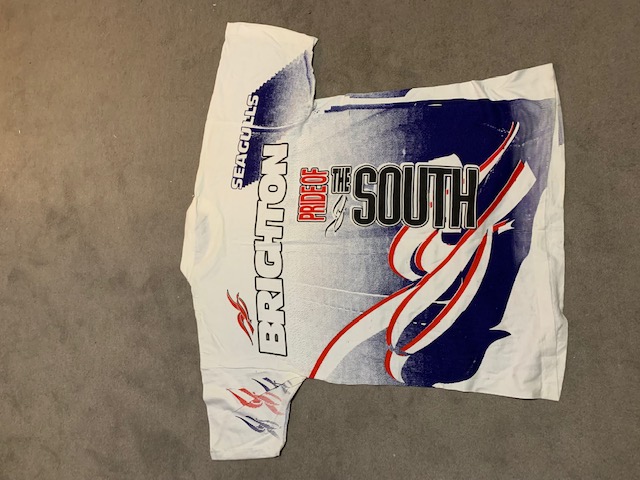 SEAGULLS
BRIGHTON
PRIDE OF
THE
SOUTH